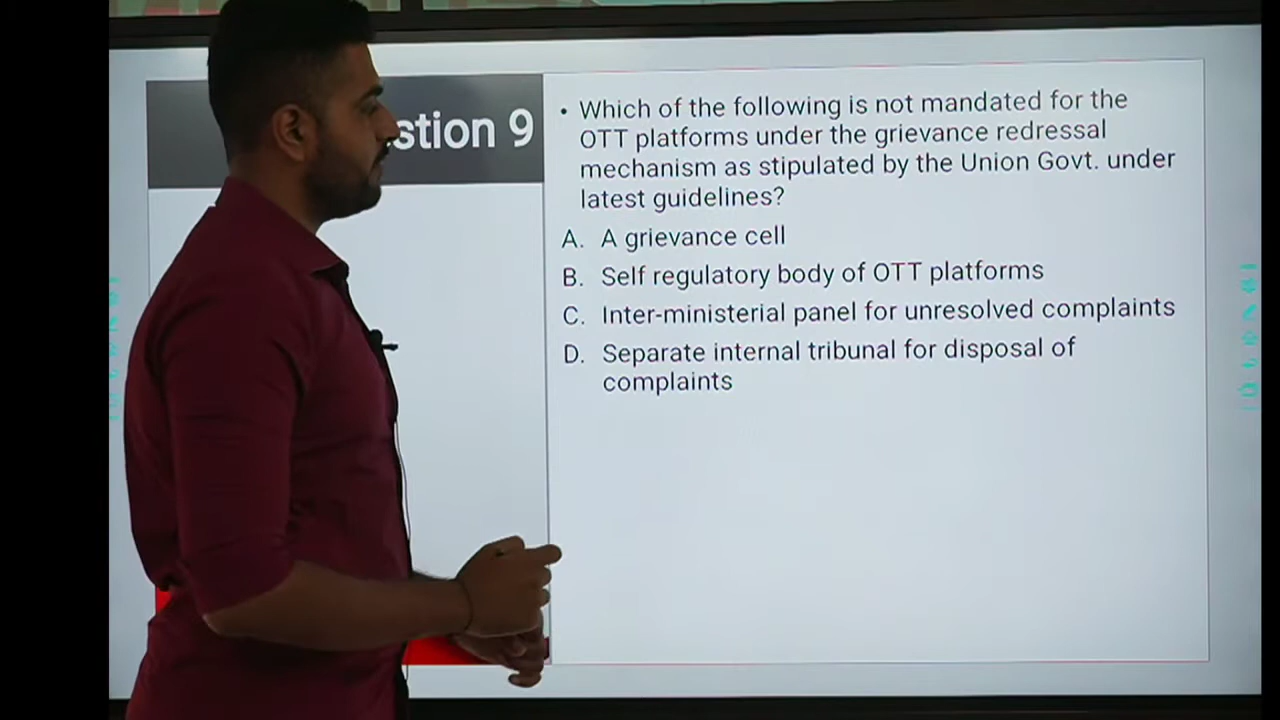 stion 9
• Which of the following is not mandated for the
OTT platforms under the grievance redressal
mechanism as stipulated by the Union Govt. under
latest guidelines?
A. A grievance cell
B. Self regulatory body of OTT platforms
C. Inter-ministerial panel for unresolved complaints
D. Separate internal tribunal for disposal of
complaints